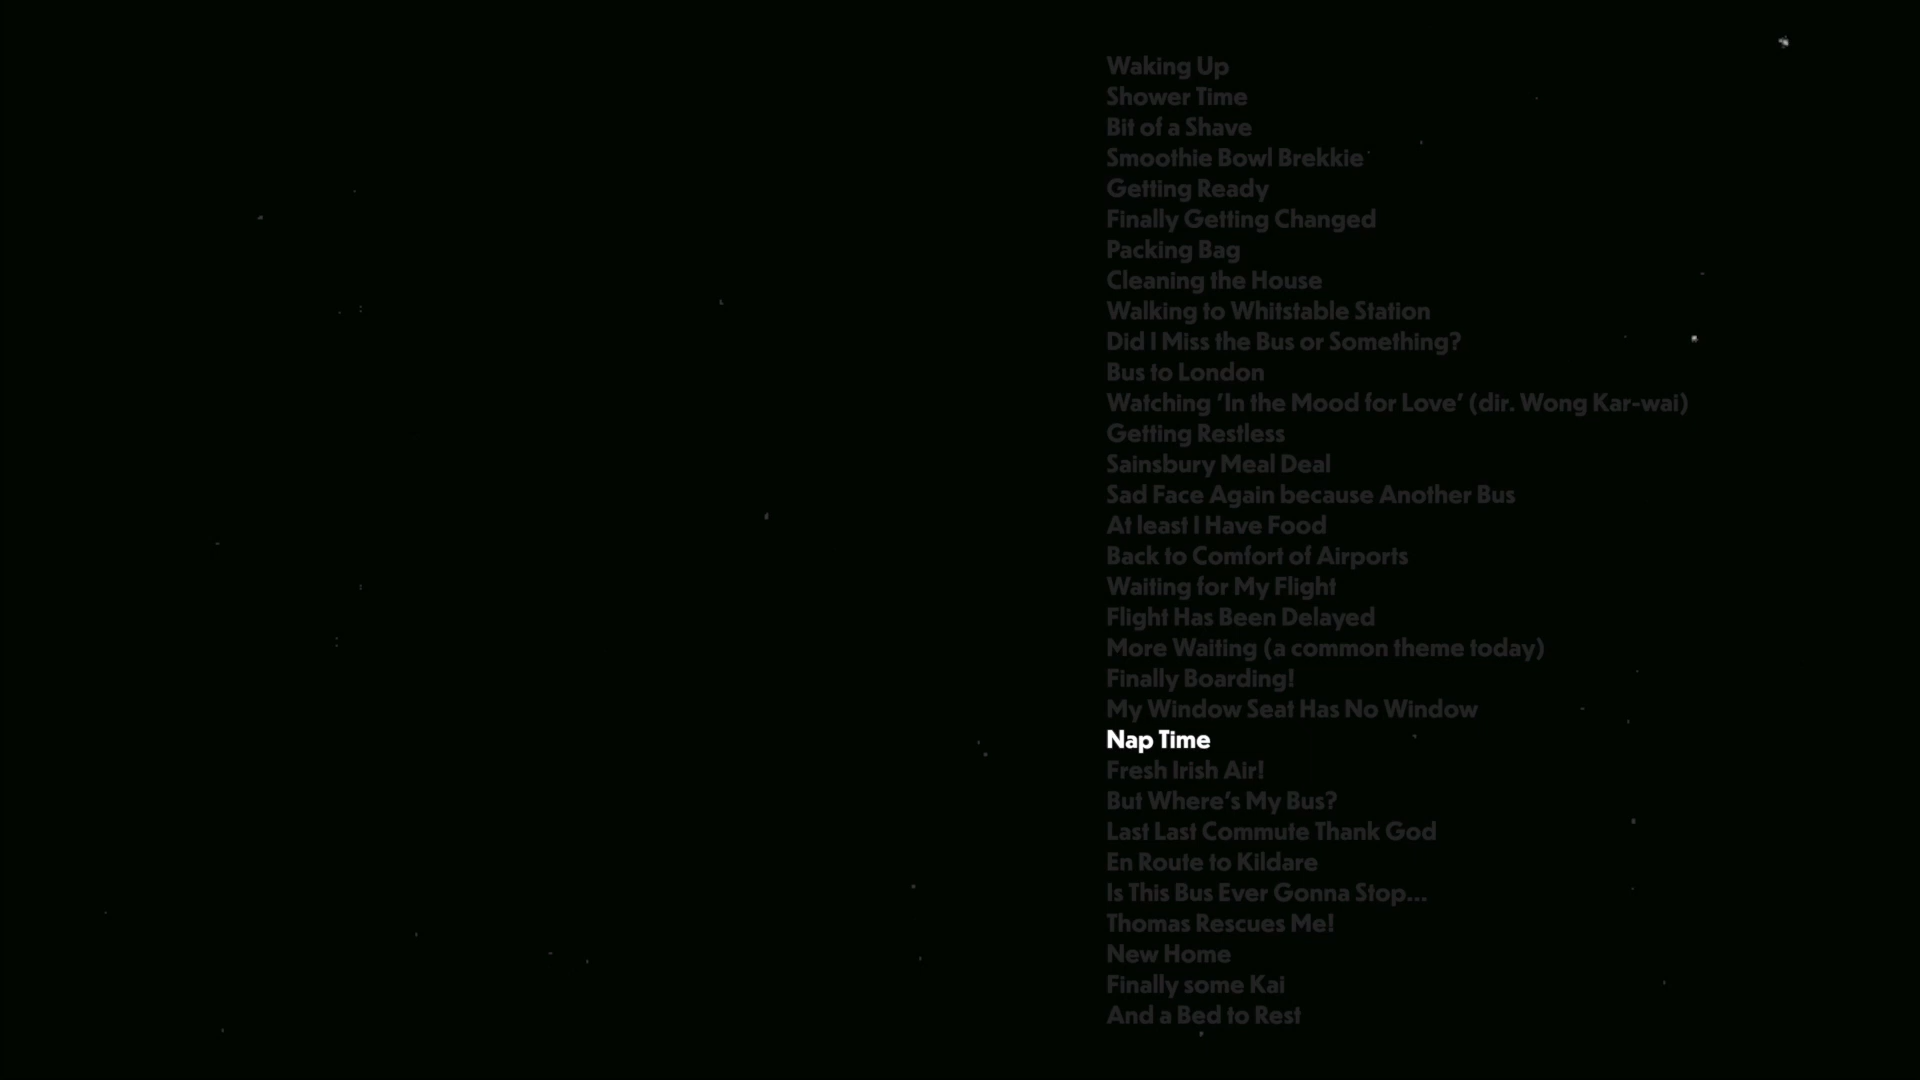 Waking Up
Shower Time
Bit of a Shave
Smoothie Bowl Brekkie
Getting Ready
Finally Getting Changed
Packing Bag
Cleaning the House
Walking to Whitstable Station
Did I Miss the Bus or Something?
Bus to London
Watching ’In the Mood for Love’ (dir. Wong Kar-wai)
Getting Restless
Sainsbury Meal Deal
Sad Face Again because Another Bus
At least I Have Food
Back to Comfort of Airports
Waiting for My Flight
Flight Has Been Delayed
More Waiting (a common theme today)
Finally Boarding!
My Window Seat Has No Window
Nap Time
Fresh Irish Air!
But Where’s My Bus?
Last Last Commute Thank God
En Route to Kildare
Is This Bus Ever Gonna Stop...
Thomas Rescues Me!
New Home
Finally some Kai
And a Bed to Rest